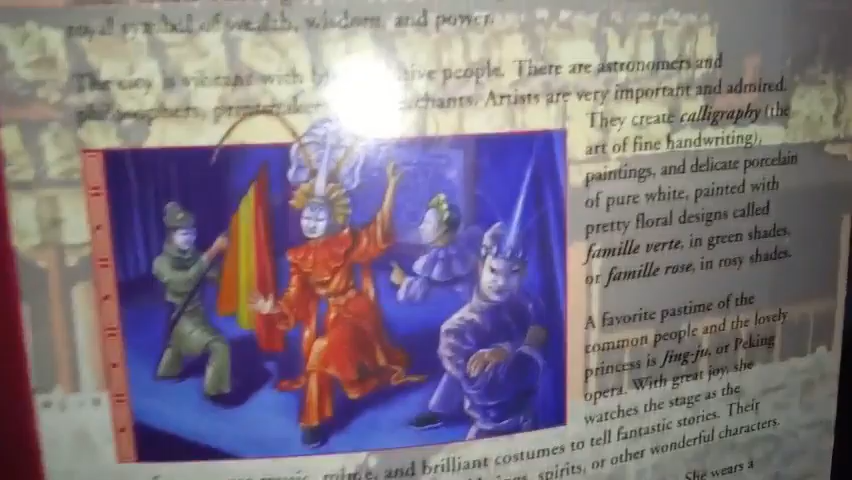 royal symbol of wealth, wisdom, and power.
The city is vibrant with people. There are astronomers and
philosophers, chants. Artists are very important and admired.
They create calligraphy (the
art of fine handwriting),
paintings, and delicate porcelain
of pure white, painted with
pretty floral designs called
famille verte, in green shades,
or famille rose, in rosy shades.
A favorite pastime of the
common people and the lovely
princess is Jing-ju, or Peking
opera. With great joy, she
watches the stage as the
music, mime, and brilliant costumes to tell fantastic stories. Their
spirits, or other wonderful characters.
She wears a